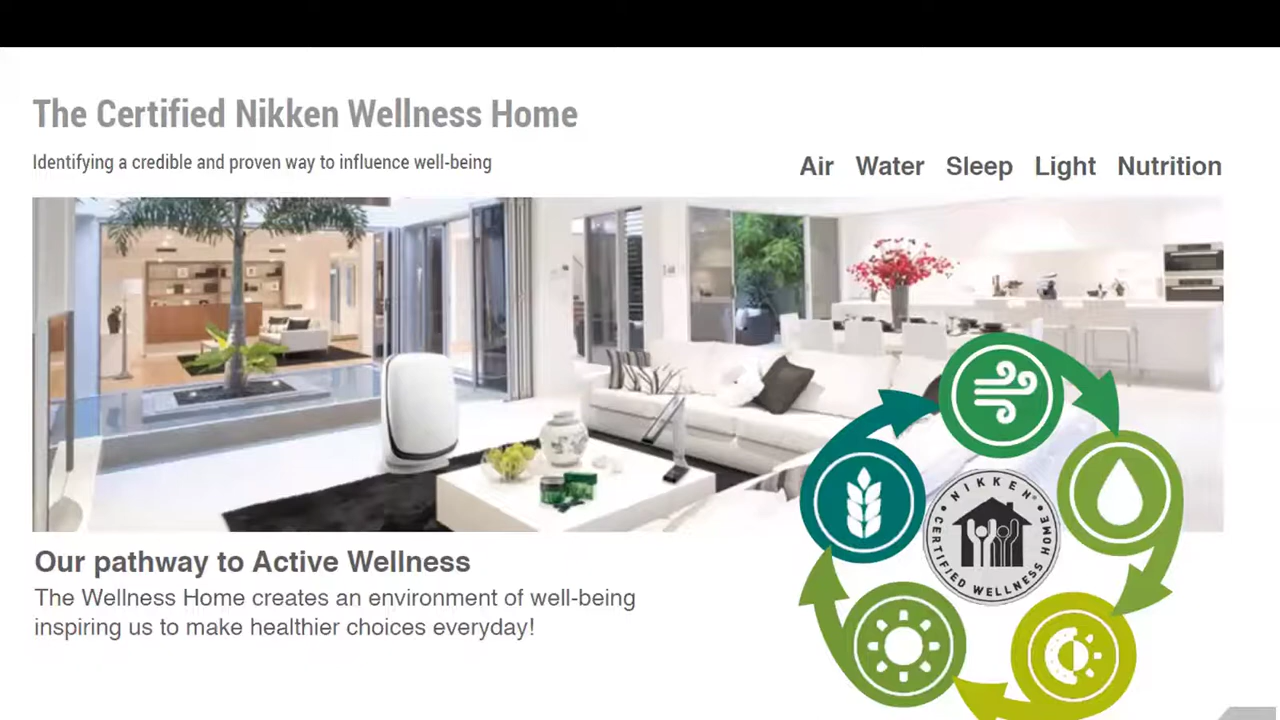 The Certified Nikken Wellness Home
Identifying a credible and proven way to influence well-being
Air Water Sleep Light Nutrition
NIKKEN®
CERTIFIED WELLNESS HOME
Our pathway to Active Wellness
The Wellness Home creates an environment of well-being
inspiring us to make healthier choices everyday!